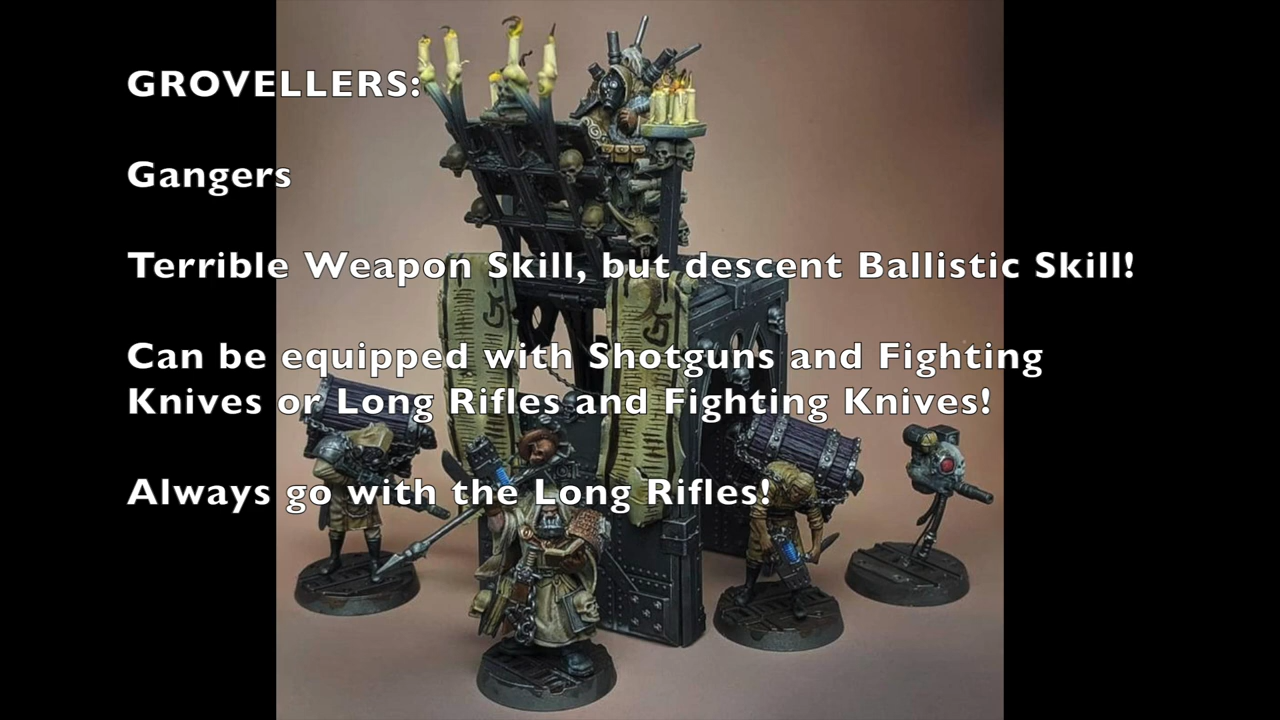 GROVELLERS:
Gangers
Terrible Weapon Skill, but descent Ballistic Skill!
Can be equipped with Shotguns and Fighting
Knives or Long Rifles and Fighting Knives!
Always go with the Long Rifles!